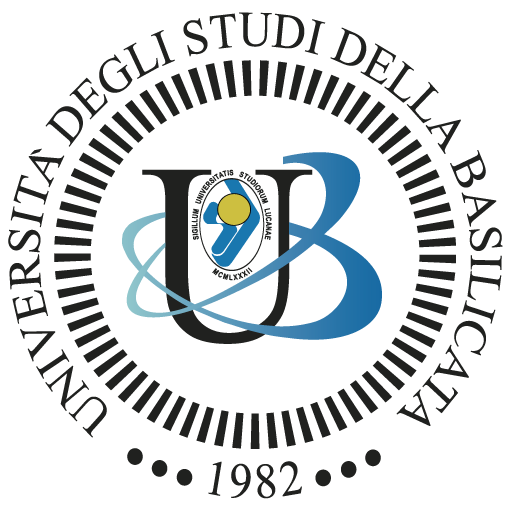 UNIVERSITÀ DEGLI STUDI DELLA BASILICATA
U
B
SIGILLUM UNIVERSITATIS STUDIORUM LUCANAE
MCMLXXXII
1982